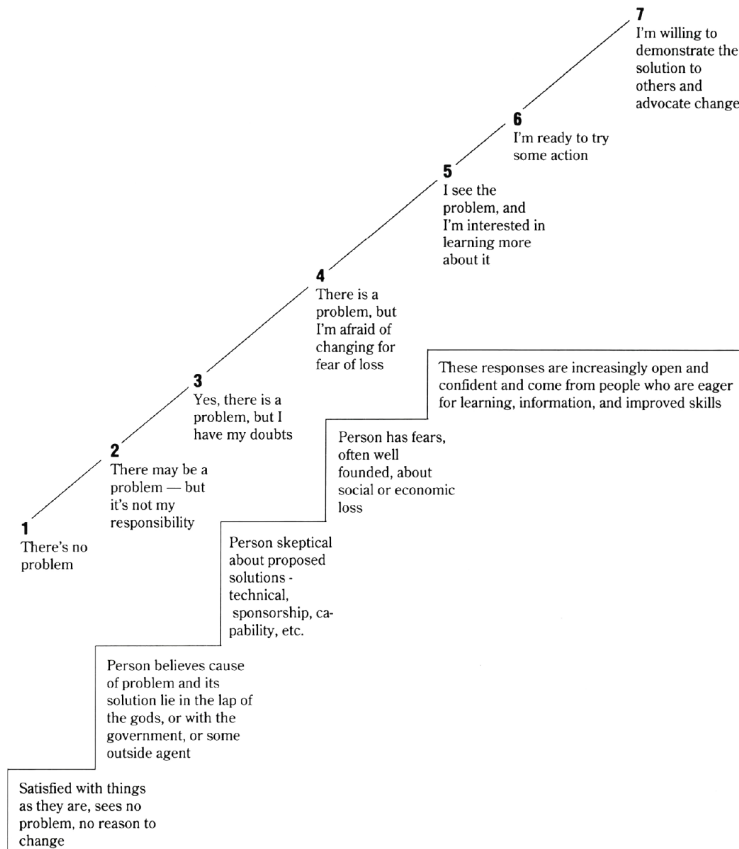 7
I'm willing to
demonstrate the
solution to
others and
advocate change
6
I'm ready to try
some action
5
I see the
problem, and
I'm interested in
learning more
about it
4
There is a
problem, but
I'm afraid of
changing for
fear of loss
3
Yes, there is a
problem, but I
have my doubts
2
There may be a
problem — but
it's not my
responsibility
1
There's no
problem
These responses are increasingly open and
confident and come from people who are eager
for learning, information, and improved skills
Person has fears,
often well
founded, about
social or economic
loss
Person skeptical
about proposed
solutions -
technical,
sponsorship, ca-
pability, etc.
Person believes cause
of problem and its
solution lie in the lap of
the gods, or with the
government, or some
outside agent
Satisfied with things
as they are, sees no
problem, no reason to
change